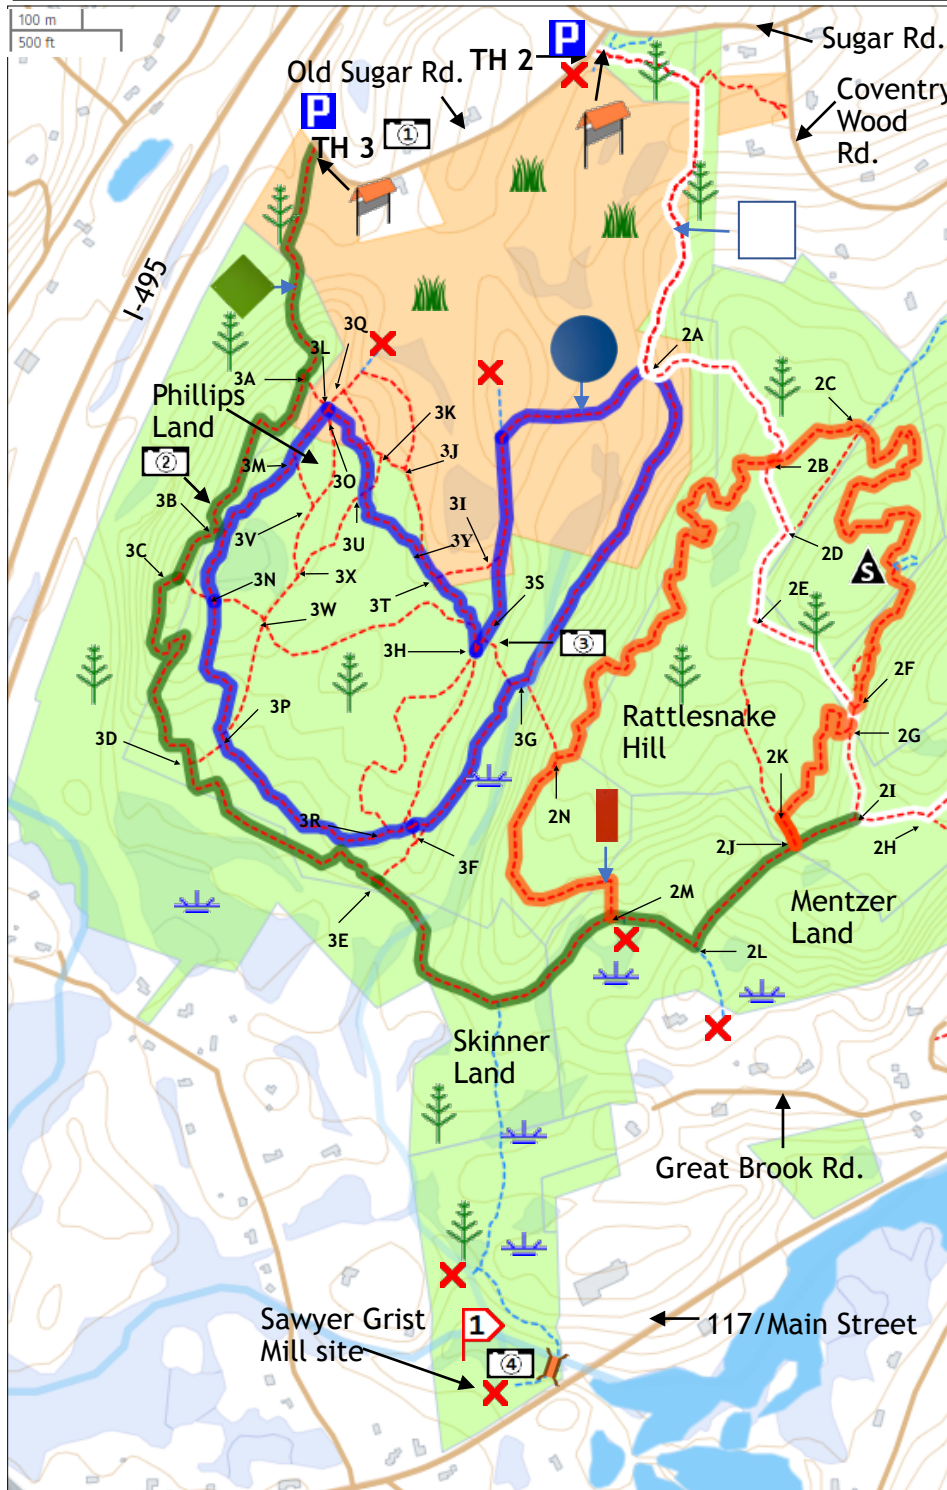 100 m
500 ft
P
TH 2
Sugar Rd.
Old Sugar Rd.
P
TH 3
1
Coventry
Wood
Rd.
I-495
2A
3Q
3L
3A
2C
Phillips
Land
3K
3J
2
3M
3O
2B
3B
3I
3V
3U
3Y
2D
3C
3X
S
3N
3T
3S
2E
3W
3H
3
2F
3P
Rattlesnake
Hill
3D
3G
2G
2K
2I
3R
2N
2J
2H
3F
2M
Mentzer
Land
3E
2L
Skinner
Land
Great Brook Rd.
Sawyer Grist
Mill site
1
117/Main Street
4